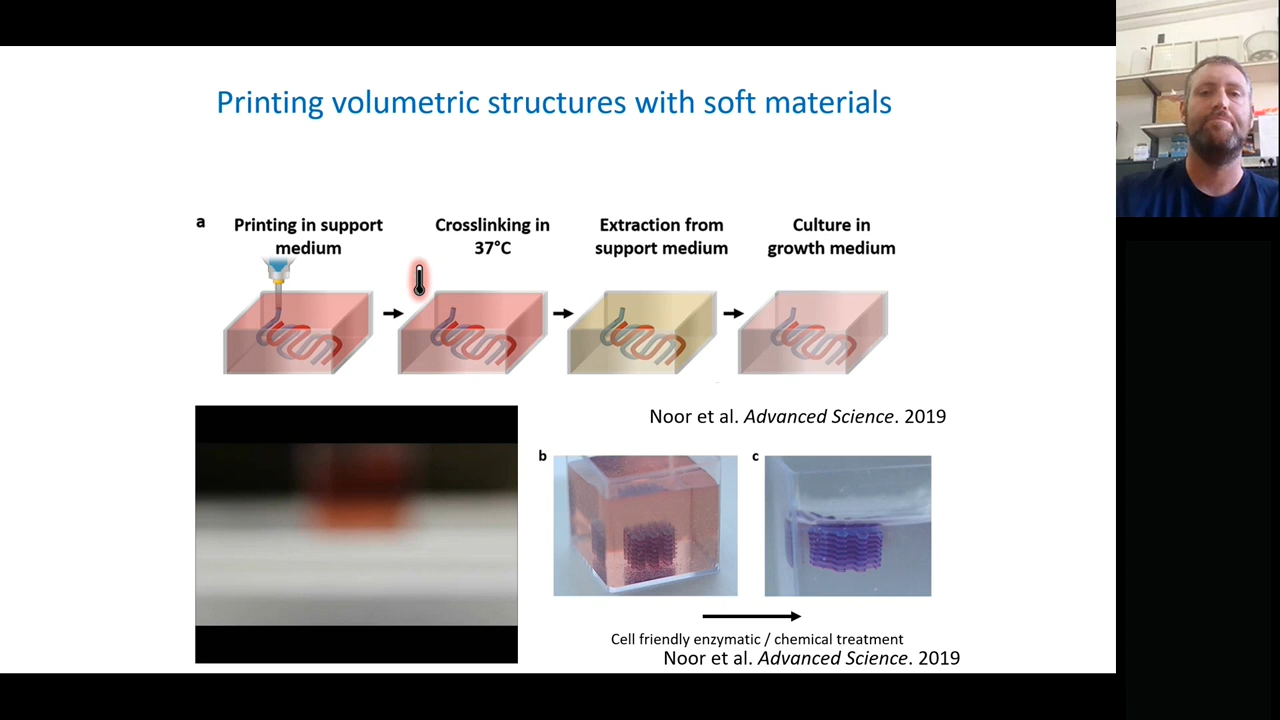 Printing volumetric structures with soft materials
a
Printing in support
medium
Crosslinking in
37°C
Extraction from
support medium
Culture in
growth medium
Noor et al. Advanced Science. 2019
b
c
Cell friendly enzymatic / chemical treatment
Noor et al. Advanced Science. 2019